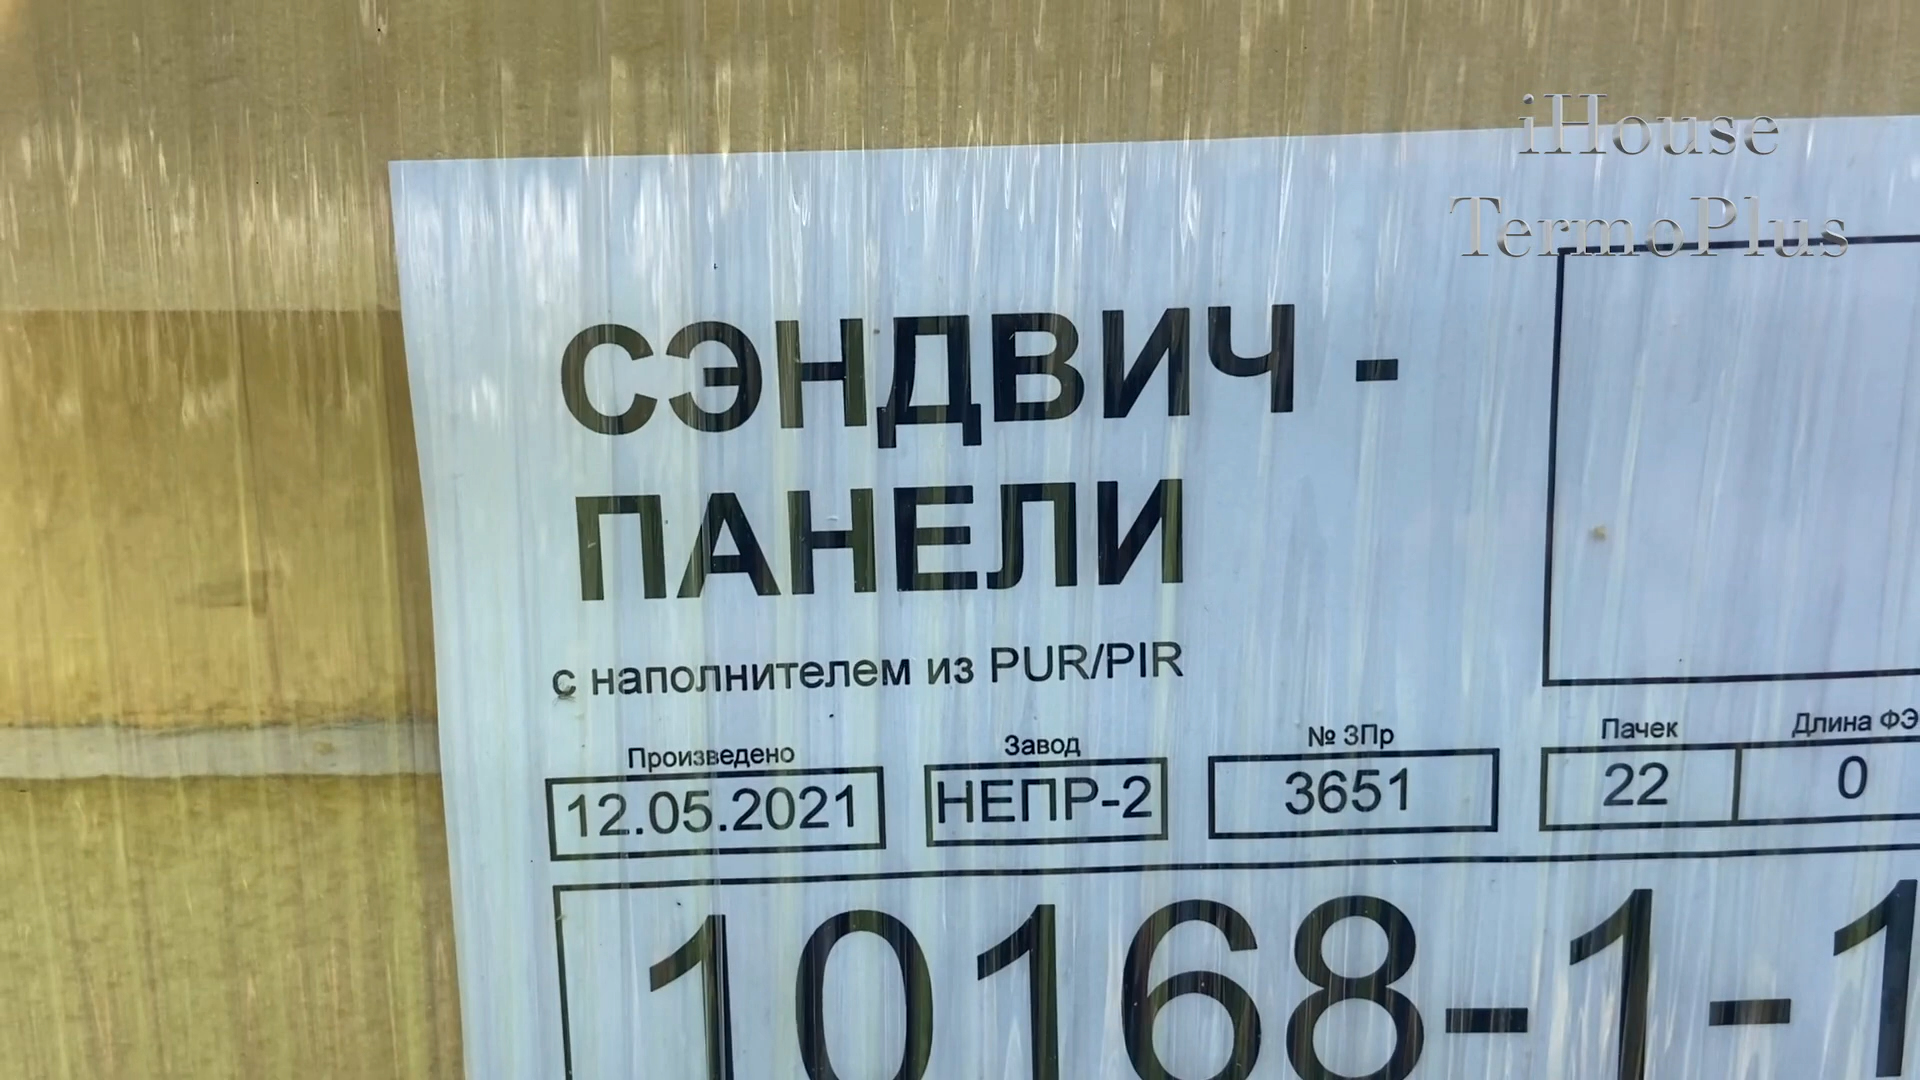 iHouse
TermoPlus
СЭНДВИЧ -
ПАНЕЛИ
с наполнителем из PUR/PIR
Произведено Завод № ЗПр Пачек Длина ФЭ
12.05.2021 НЕПР-2 3651 22 0
10168-1-1